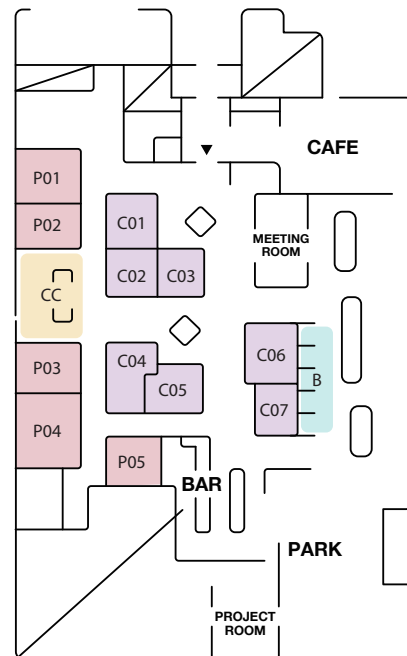 CAFE
P01
P02
C01
MEETING
ROOM
C02
C03
CC
P03
C04
C06
C05
B
C07
P04
P05
BAR
PARK
PROJECT
ROOM